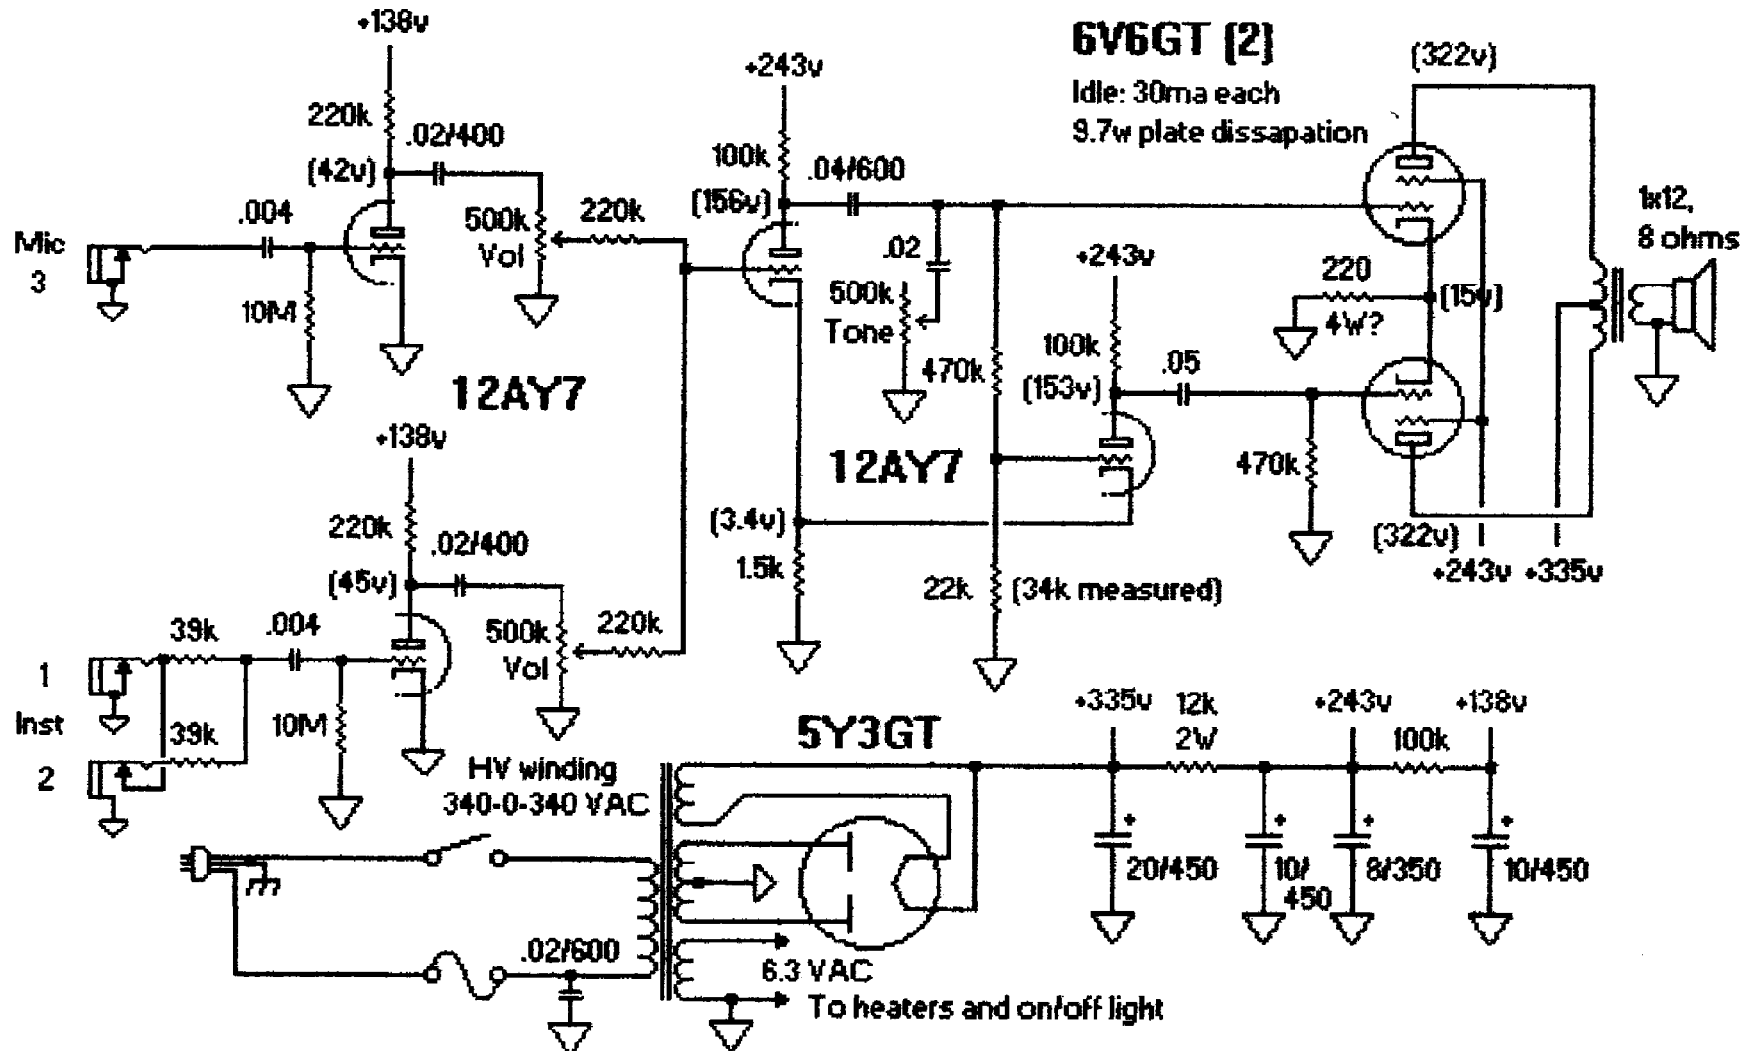 +138v
220k
.02/400
(42v)
.004
Mic
3
10M
500k
Vol
220k
12AY7
+243v
100k
.04/600
(156v)
.02
500k
Tone
470k
6V6GT (2)
Idle: 30ma each
9.7w plate dissapation
(322v)
1x12,
8 ohms
220
4W?
(15v)
+243v
100k
(153v)
.05
12AY7
470k
(322v)
+243v
+335v
(3.4v)
1.5k
22k
(34k measured)
+138v
220k
.02/400
(45v)
39k
.004
1
Inst
2
39k
10M
500k
Vol
220k
5Y3GT
HV winding
340-0-340 VAC
+335v
12k
2W
+243v
100k
+138v
20/450
10/
450
8/350
10/450
.02/600
6.3 VAC
To heaters and on/off light